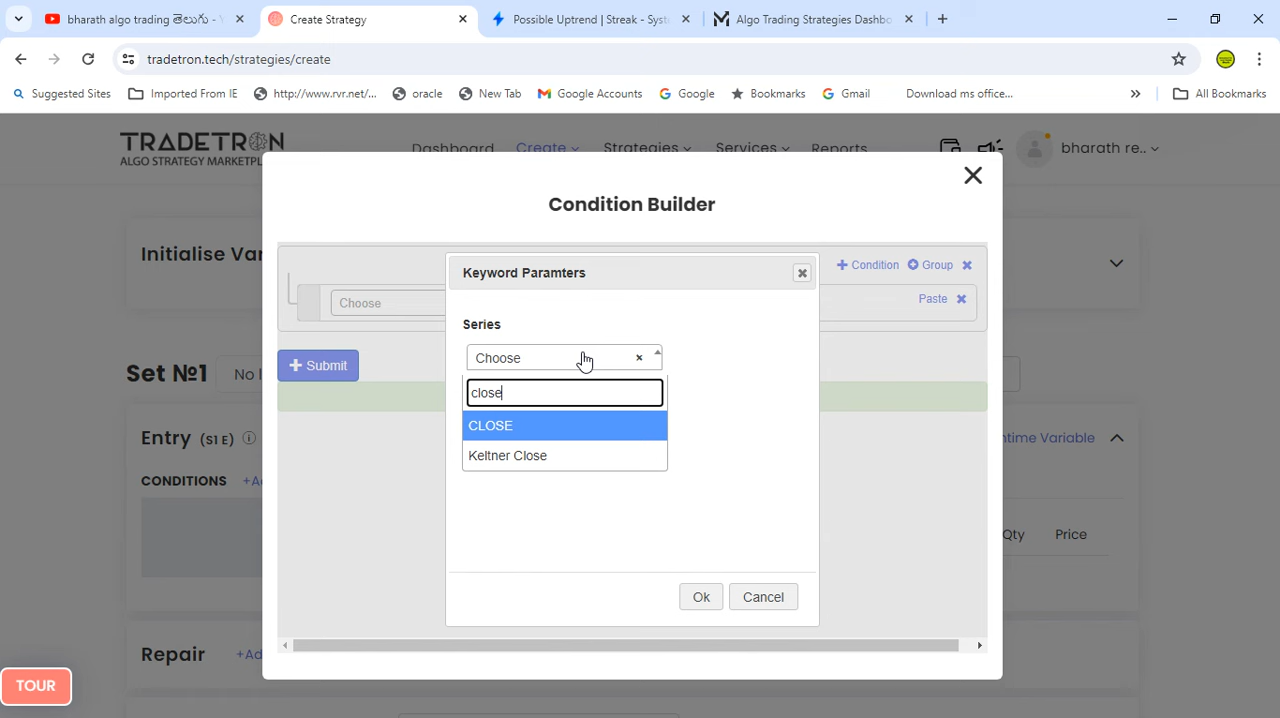 bharath algo trading తెలుగు - Y
Create Strategy
Possible Uptrend | Streak - Syst
Algo Trading Strategies Dashbo
tradetron.tech/strategies/create
Suggested Sites
Imported From IE
http://www.rvr.net/...
oracle
New Tab
Google Accounts
Google
Bookmarks
Gmail
Download ms office...
»
All Bookmarks
TRADETRON
ALGO STRATEGY MARKETPL
Dashboard
Create
Strategies
Services
Reports
bharath re..
Condition Builder
Initialise Var
Keyword Paramters
+ Condition
Group
Choose
Paste
Series
Choose
Submit
close
Set №1
No l
CLOSE
Entry (S1 E)
ntime Variable
Keltner Close
CONDITIONS
+Ad
Qty
Price
Ok
Cancel
Repair
+Ad
TOUR